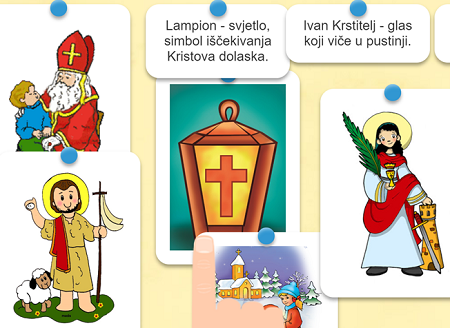 Lampion - svjetlo,
simbol iščekivanja
Kristova dolaska.
Ivan Krstitelj - glas
koji viče u pustinji.